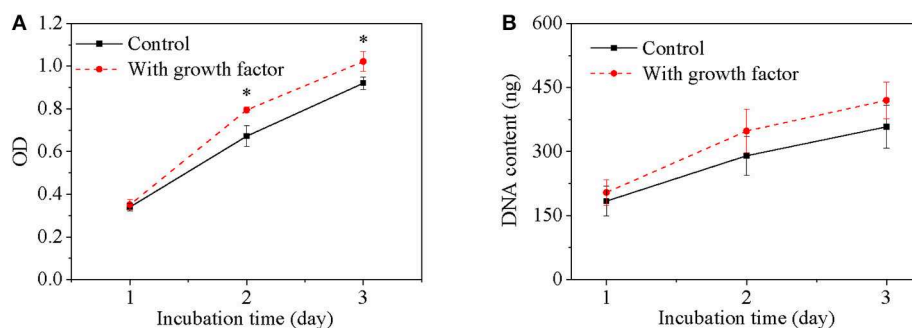 A
Control
With growth factor
*
*
OD
1.2
1.0
0.8
0.6
0.4
0.2
0.0
1 2 3
Incubation time (day)
B
Control
With growth factor
DNA content (ng)
600
450
300
150
0
1 2 3
Incubation time (day)